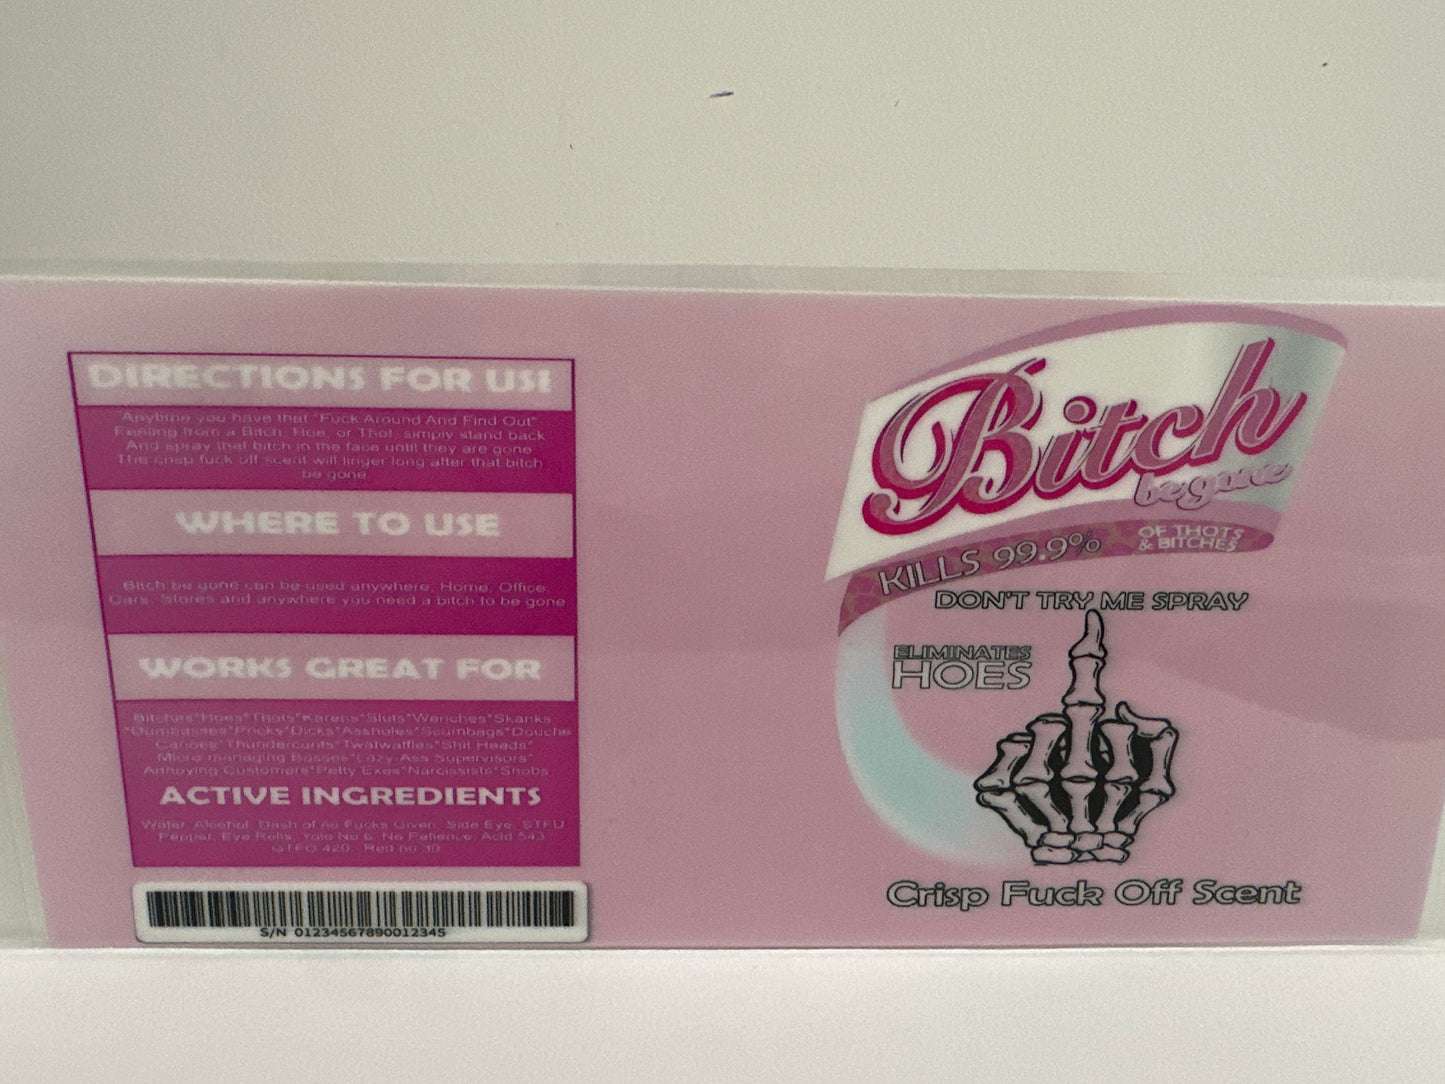 DIRECTIONS FOR USE
Anytime you have that "Fuck Around And Find Out"
Feeling from a Bitch, Hoe, or Thot, simply stand back
And spray that bitch in the face until they are gone
The crisp fuck off scent will linger long after that bitch
be gone
WHERE TO USE
Bitch be gone can be used anywhere. Home, Office,
Cars, Stores and anywhere you need a bitch to be gone
WORKS GREAT FOR
Bitches*Hoes*Thots*Karens*Sluts*Wenches*Skanks
*Dumbasses*Pricks*Dicks*Assholes*Scumbags*Douche
Canoes*Thundercunts*Twatwaffles*Shit Heads*
Micro managing Bosses*Lazy Ass Supervisors*
Annoying Customers*Petty Exes*Narcissists*Snobs
ACTIVE INGREDIENTS
Water, Alcohol, Dash of no Fucks Given, Side Eye, STFU
Pepper, Eye Rolls, Yolo No 6, No Patience, Acid 543
GTFO 420, Red no 30
S/N 01234567890012345
Bitch
be gone
KILLS 99.9%
OF THOTS
& BITCHES
DON'T TRY ME SPRAY
ELIMINATES
HOES
Crisp Fuck Off Scent